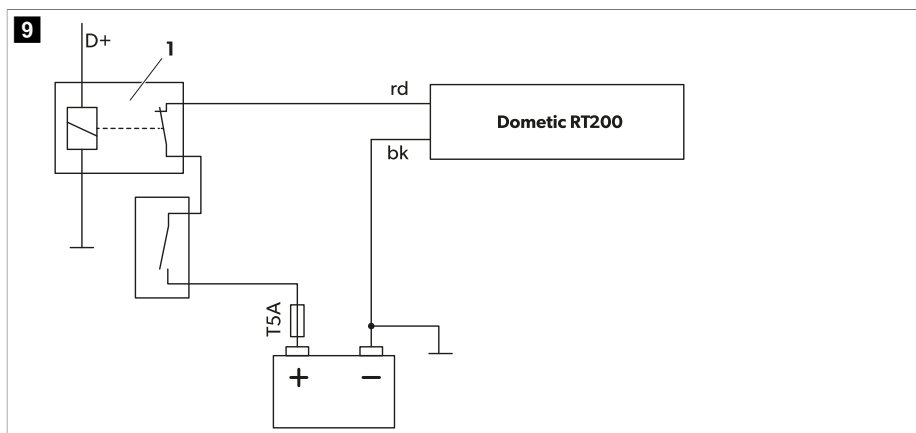 9
D+
1
rd
Dometic RT200
bk
T5A
+
−